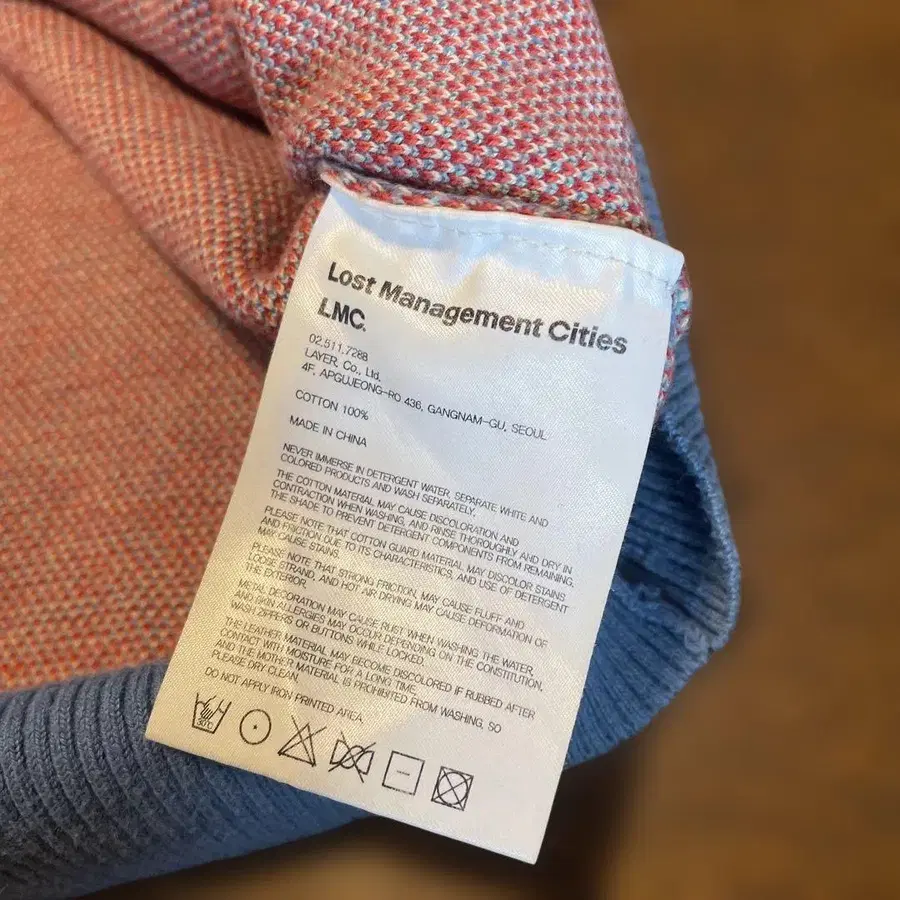 Lost Management Cities
LMC.
02.511.7288
LAYER, Co., Ltd.
4F, APGUJEONG-RO 436, GANGNAM-GU, SEOUL
COTTON 100%
MADE IN CHINA
NEVER IMMERSE IN DETERGENT WATER, SEPARATE WHITE AND
COLORED PRODUCTS AND WASH SEPARATELY.
THE COTTON MATERIAL MAY CAUSE DISCOLORATION AND
CONTRACTION WHEN WASHING, AND RINSE THOROUGHLY AND DRY IN
THE SHADE TO PREVENT DETERGENT COMPONENTS FROM REMAINING.
PLEASE NOTE THAT COTTON GUARD MATERIAL MAY DISCOLOR STAINS
AND FRICTION DUE TO ITS CHARACTERISTICS, AND USE OF DETERGENT
MAY CAUSE STAINS.
PLEASE NOTE THAT STRONG FRICTION, MAY CAUSE FLUFF AND
LOOSE STRAND, AND HOT AIR DRYING MAY CAUSE DEFORMATION OF
THE EXTERIOR.
METAL DECORATION MAY CAUSE RUST WHEN WASHING THE WATER,
AND SKIN ALLERGIES MAY OCCUR DEPENDING ON THE CONSTITUTION,
WASH ZIPPERS OR BUTTONS WHILE LOCKED.
THE LEATHER MATERIAL MAY BECOME DISCOLORED IF RUBBED AFTER
CONTACT WITH MOISTURE FOR A LONG TIME,
AND THE MOTHER MATERIAL IS PROHIBITED FROM WASHING, SO
PLEASE DRY CLEAN.
DO NOT APPLY IRON PRINTED AREA
30℃